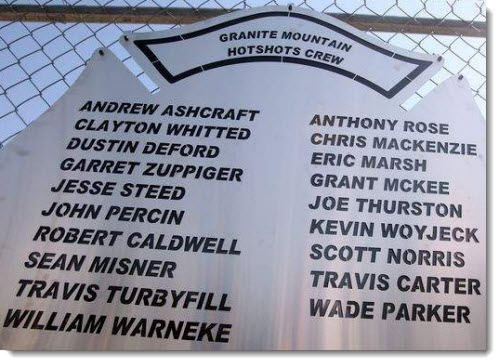 GRANITE MOUNTAIN
HOTSHOTS CREW
ANDREW ASHCRAFT
CLAYTON WHITTED
DUSTIN DEFORD
GARRET ZUPPIGER
JESSE STEED
JOHN PERCIN
ROBERT CALDWELL
SEAN MISNER
TRAVIS TURBYFILL
WILLIAM WARNEKE
ANTHONY ROSE
CHRIS MACKENZIE
ERIC MARSH
GRANT MCKEE
JOE THURSTON
KEVIN WOYJECK
SCOTT NORRIS
TRAVIS CARTER
WADE PARKER